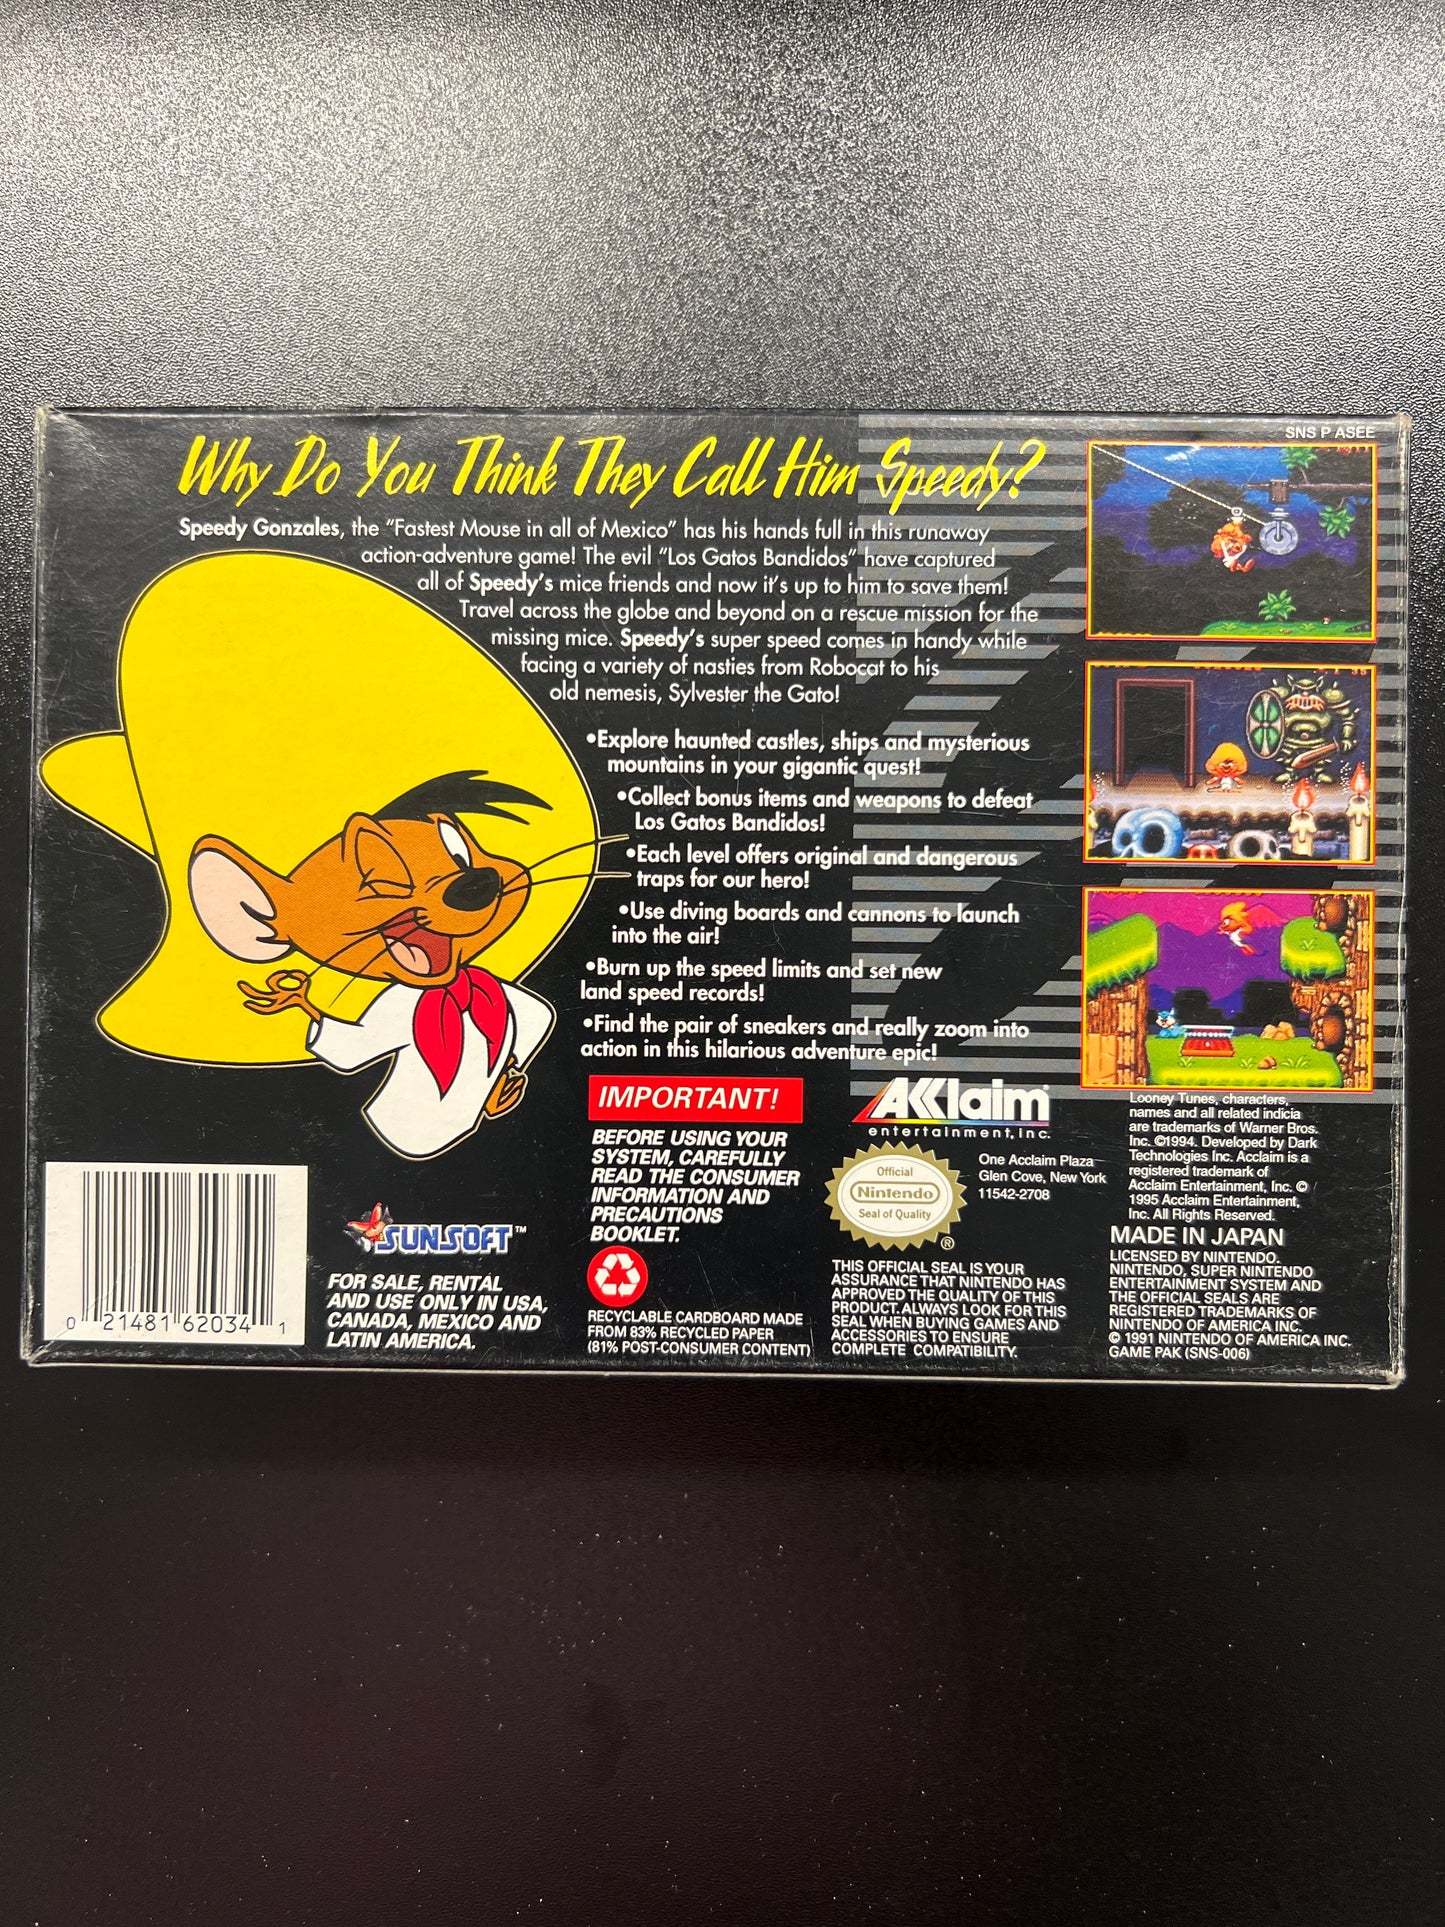 SNS P ASEE
Why Do You Think They Call Him Speedy?
Speedy Gonzales, the "Fastest Mouse in all of Mexico" has his hands full in this runaway
action-adventure game! The evil "Los Gatos Bandidos" have captured
all of Speedy's mice friends and now it's up to him to save them!
Travel across the globe and beyond on a rescue mission for the
missing mice. Speedy's super speed comes in handy while
facing a variety of nasties from Robocat to his
old nemesis, Sylvester the Gato!
•Explore haunted castles, ships and mysterious
mountains in your gigantic quest!
•Collect bonus items and weapons to defeat
Los Gatos Bandidos!
•Each level offers original and dangerous
traps for our hero!
•Use diving boards and cannons to launch
into the air!
•Burn up the speed limits and set new
land speed records!
•Find the pair of sneakers and really zoom into
action in this hilarious adventure epic!
0 21481 62034 1
SUNSOFT™
FOR SALE, RENTAL
AND USE ONLY IN USA,
CANADA, MEXICO AND
LATIN AMERICA.
IMPORTANT!
BEFORE USING YOUR
SYSTEM, CAREFULLY
READ THE CONSUMER
INFORMATION AND
PRECAUTIONS
BOOKLET.
RECYCLABLE CARDBOARD MADE
FROM 83% RECYCLED PAPER
(81% POST-CONSUMER CONTENT)
AKKlaim®
entertainment, inc.
One Acclaim Plaza
Glen Cove, New York
11542-2708
Official
Nintendo
Seal of Quality
®
THIS OFFICIAL SEAL IS YOUR
ASSURANCE THAT NINTENDO HAS
APPROVED THE QUALITY OF THIS
PRODUCT. ALWAYS LOOK FOR THIS
SEAL WHEN BUYING GAMES AND
ACCESSORIES TO ENSURE
COMPLETE COMPATIBILITY.
Looney Tunes, characters,
names and all related indicia
are trademarks of Warner Bros.
Inc. ©1994. Developed by Dark
Technologies Inc. Acclaim is a
registered trademark of
Acclaim Entertainment, Inc. ©
1995 Acclaim Entertainment,
Inc. All Rights Reserved.
MADE IN JAPAN
LICENSED BY NINTENDO.
NINTENDO, SUPER NINTENDO
ENTERTAINMENT SYSTEM AND
THE OFFICIAL SEALS ARE
REGISTERED TRADEMARKS OF
NINTENDO OF AMERICA INC.
© 1991 NINTENDO OF AMERICA INC.
GAME PAK (SNS-006)